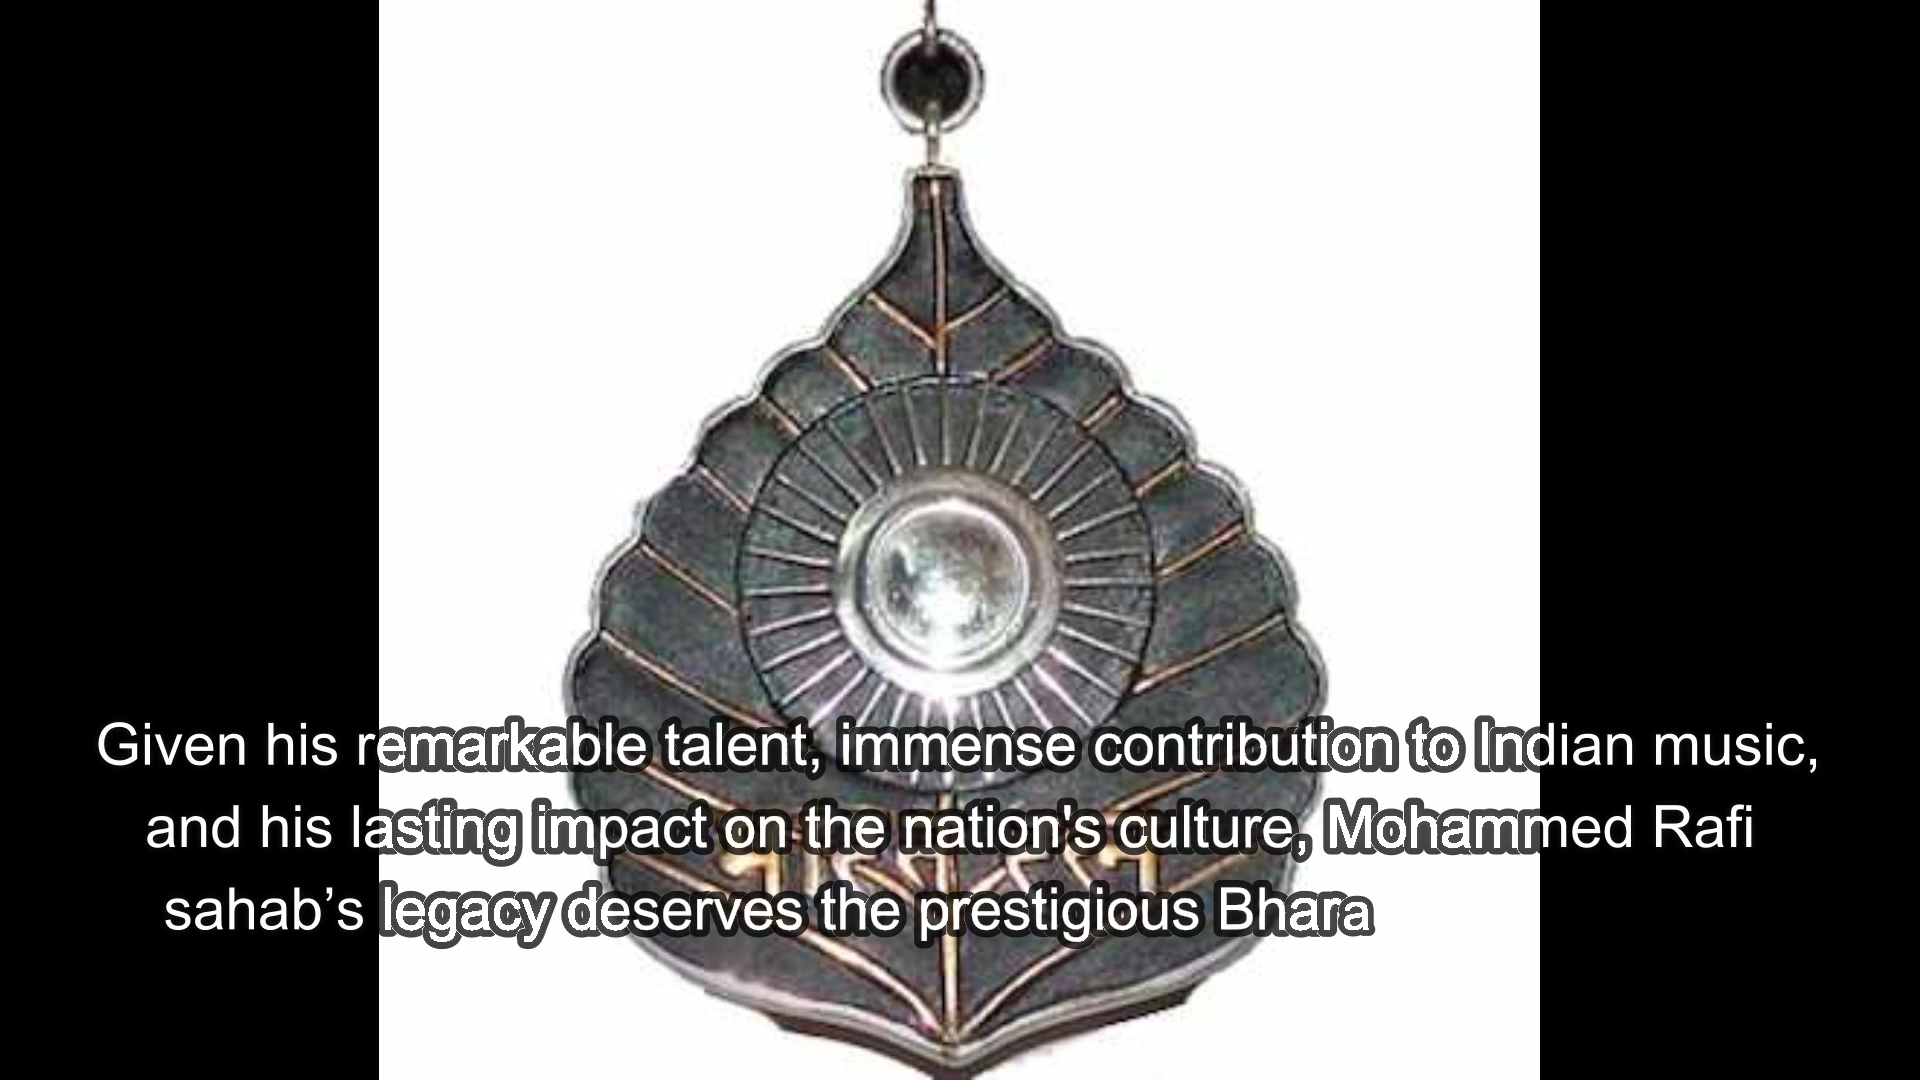 Given his remarkable talent, immense contribution to Indian music,
and his lasting impact on the nation's culture, Mohammed Rafi
sahab’s legacy deserves the prestigious Bhara